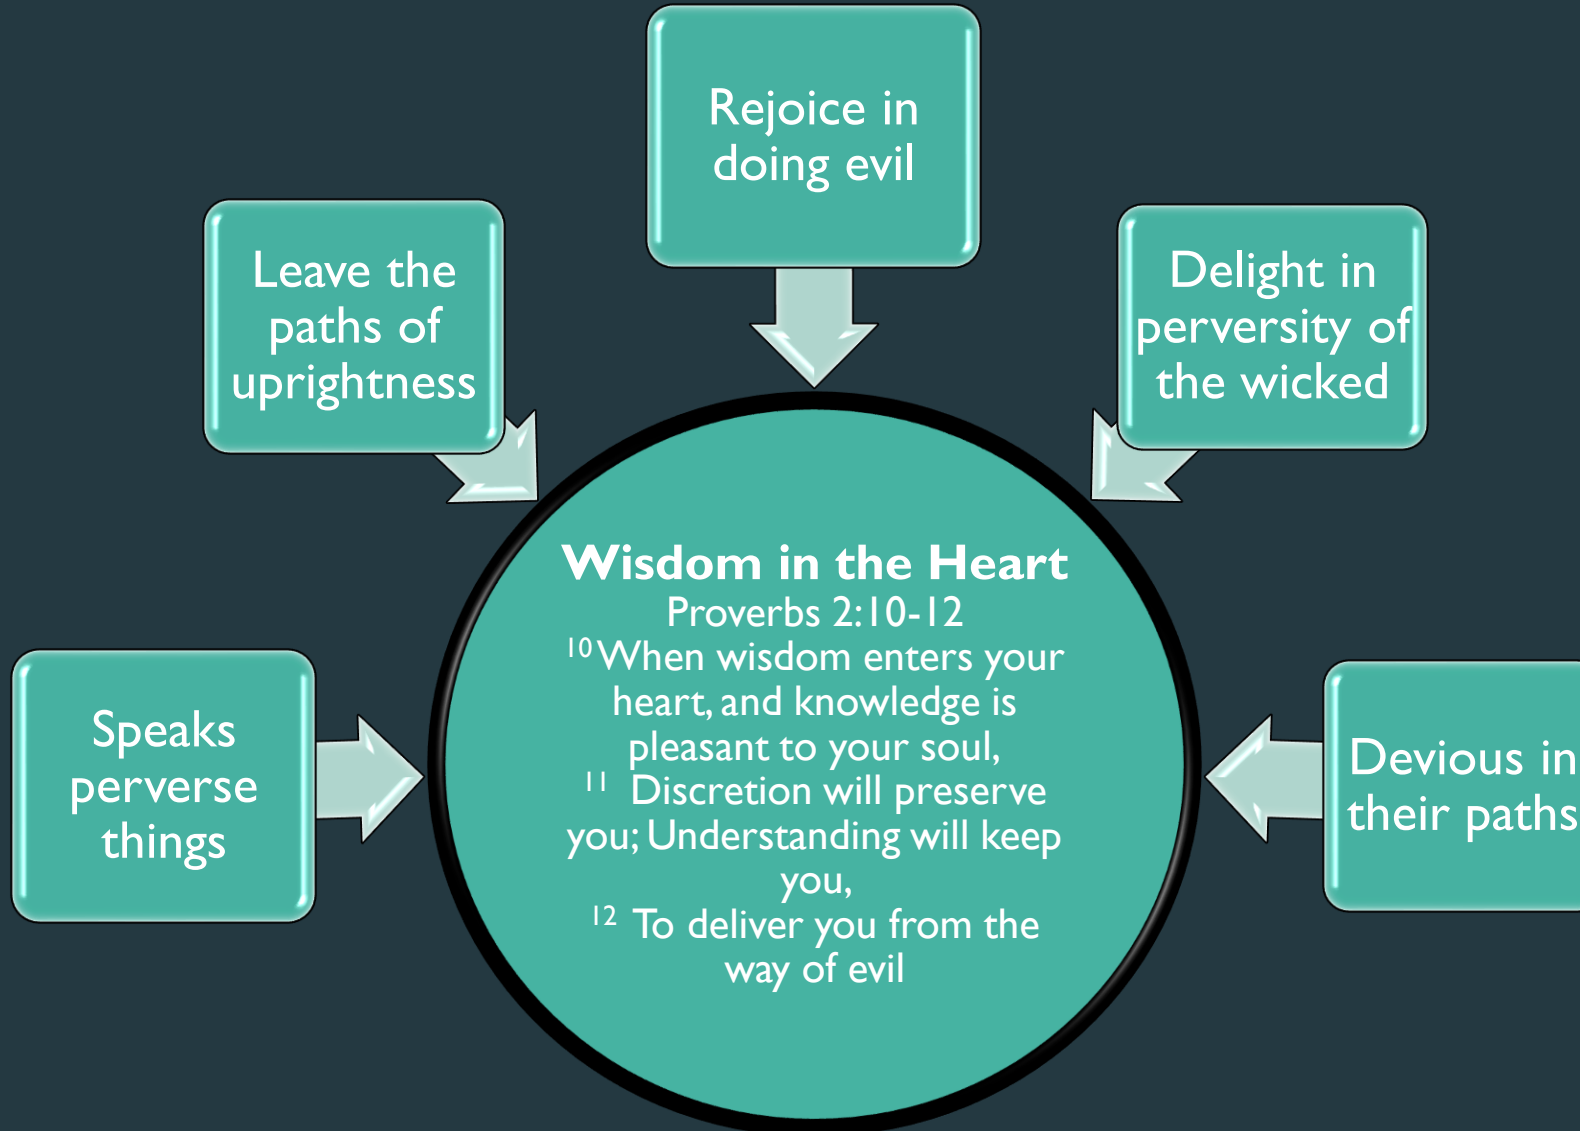 Rejoice in
doing evil
Leave the
paths of
uprightness
Delight in
perversity of
the wicked
Speaks
perverse
things
Wisdom in the Heart
Proverbs 2:10-12
10 When wisdom enters your
heart, and knowledge is
pleasant to your soul,
11 Discretion will preserve
you; Understanding will keep
you,
12 To deliver you from the
way of evil
Devious in
their paths